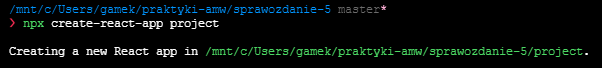 /mnt/c/Users/gamek/praktyki-amw/sprawozdanie-5 master*
❯ npx create-react-app project
Creating a new React app in /mnt/c/Users/gamek/praktyki-amw/sprawozdanie-5/project.